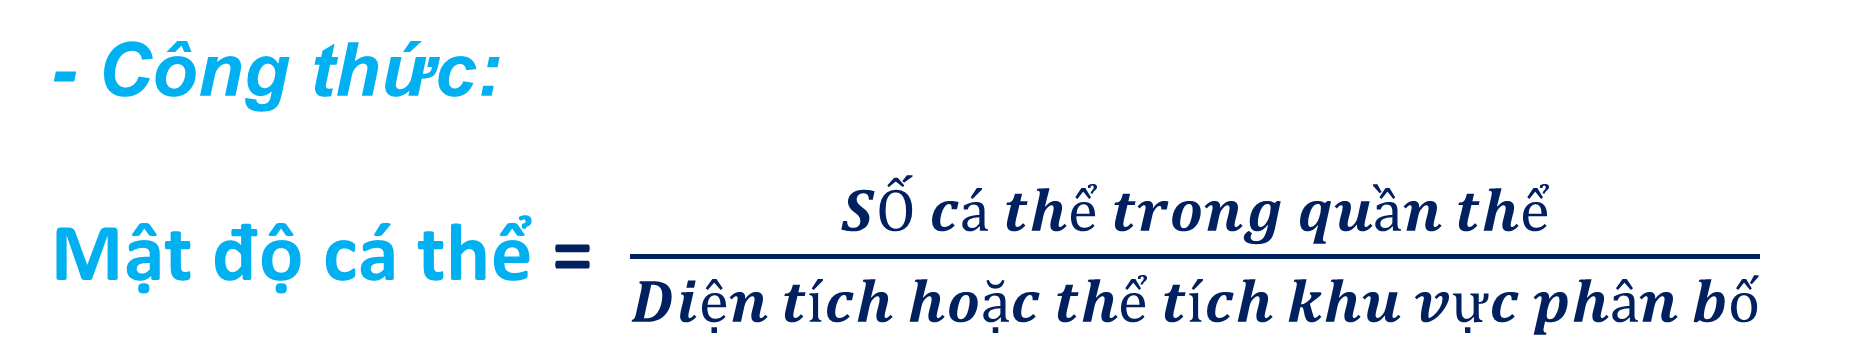 - Công thức:
SỐ cá thể trong quần thể
Mật độ cá thể =
Diện tích hoặc thể tích khu vực phân bố